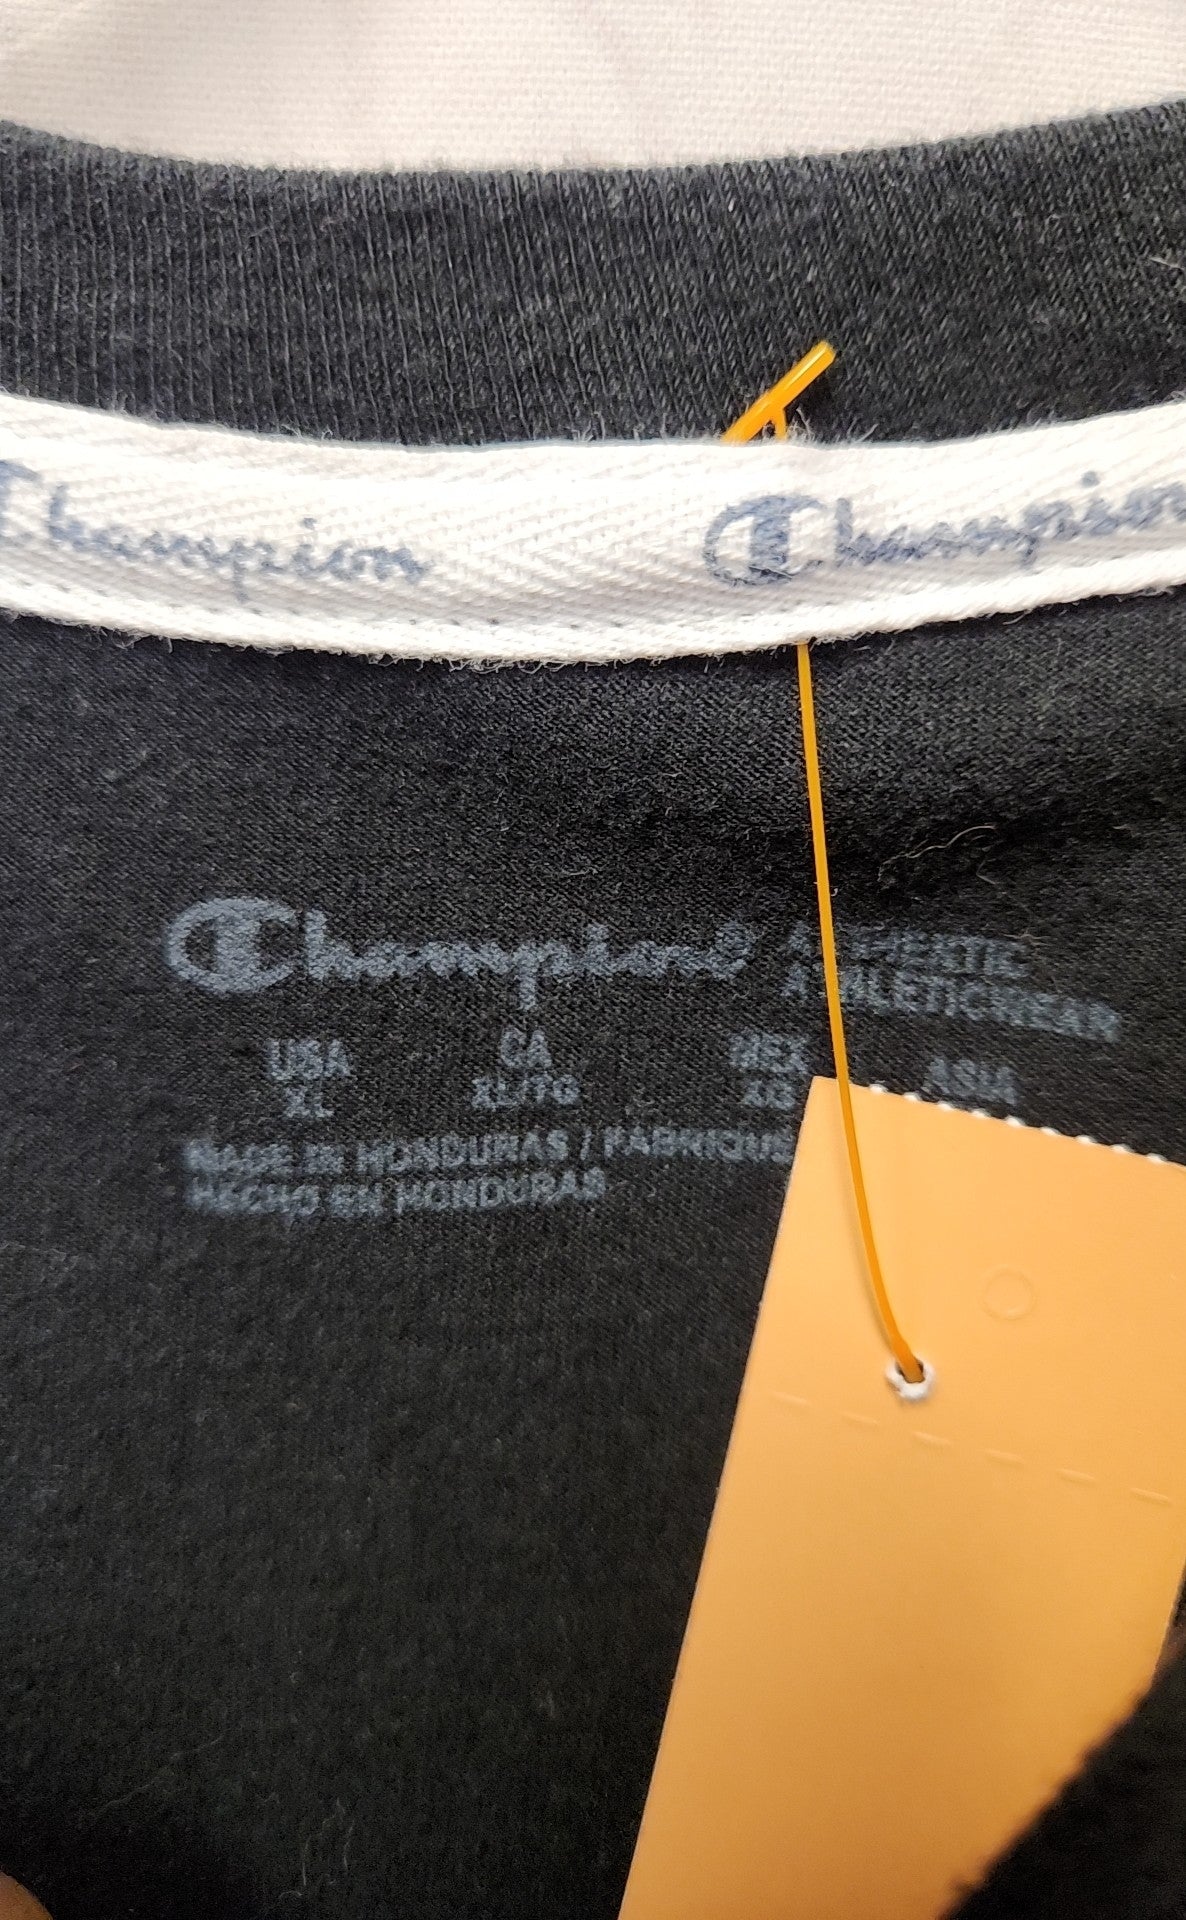 Champion Champion
Champion® AUTHENTIC
ATHLETICWEAR
USA CA MEX ASIA
XL XL/TG XG
MADE IN HONDURAS / FABRIQUÉ
HECHO EN HONDURAS